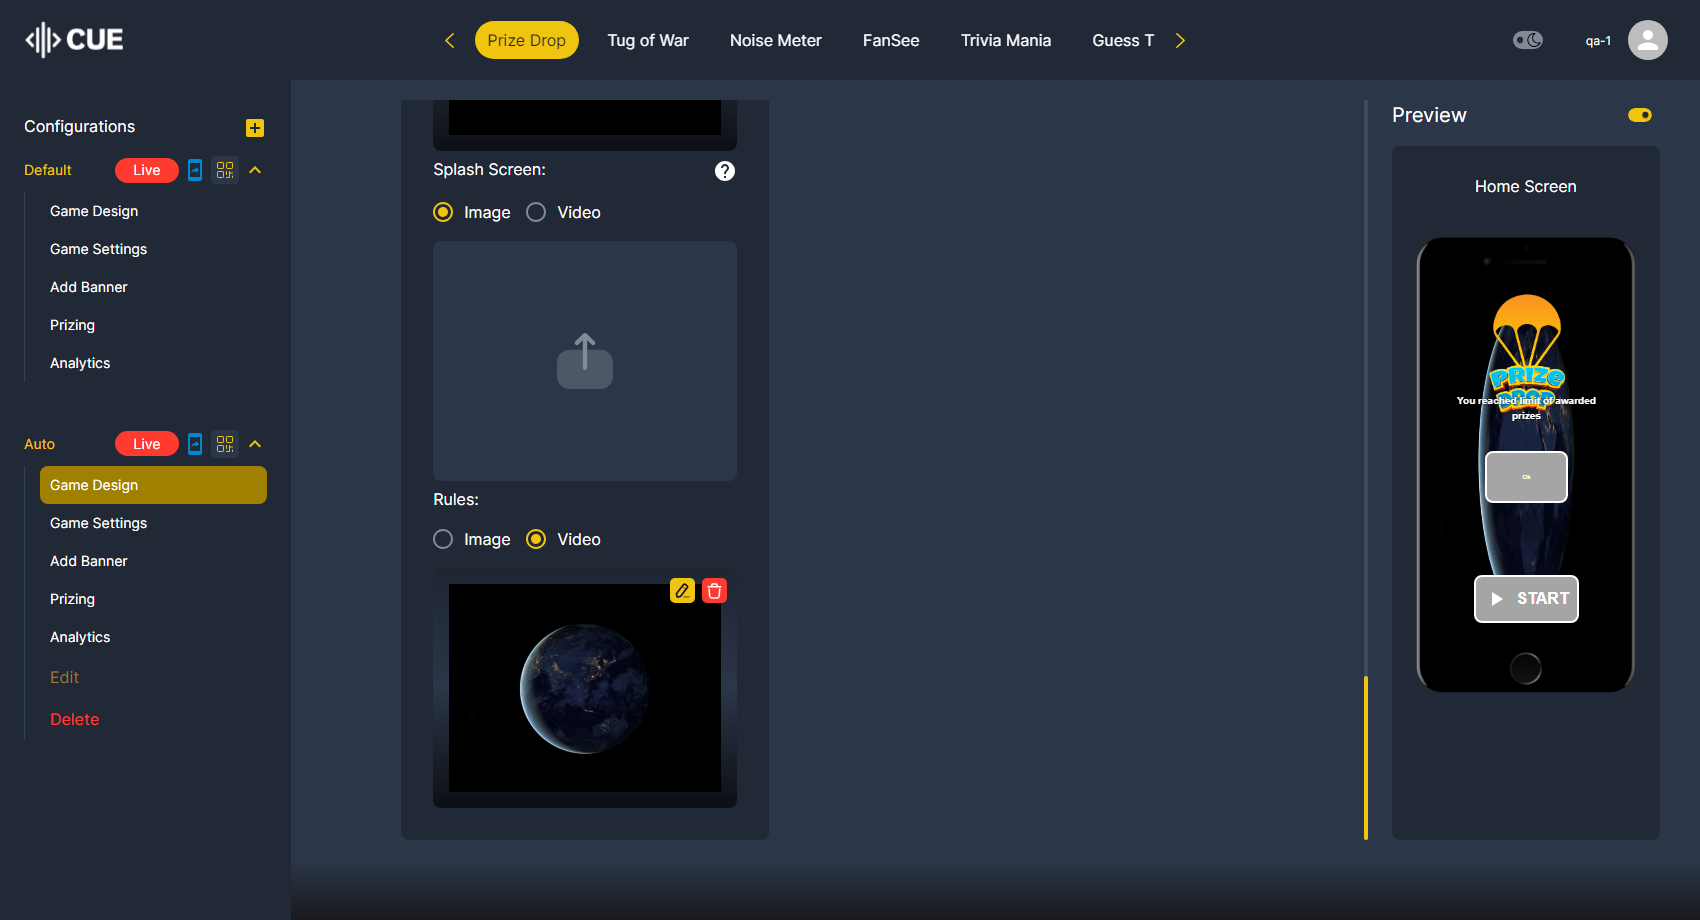 CUE
Prize Drop
Tug of War
Noise Meter
FanSee
Trivia Mania
Guess T
qa-1
Configurations
Default
Live
Game Design
Game Settings
Add Banner
Prizing
Analytics
Auto
Live
Game Design
Game Settings
Add Banner
Prizing
Analytics
Edit
Delete
Splash Screen:
Image
Video
Rules:
Image
Video
Preview
Home Screen
PRIZE
DROP
You reached limit of awarded
prizes
Ok
START